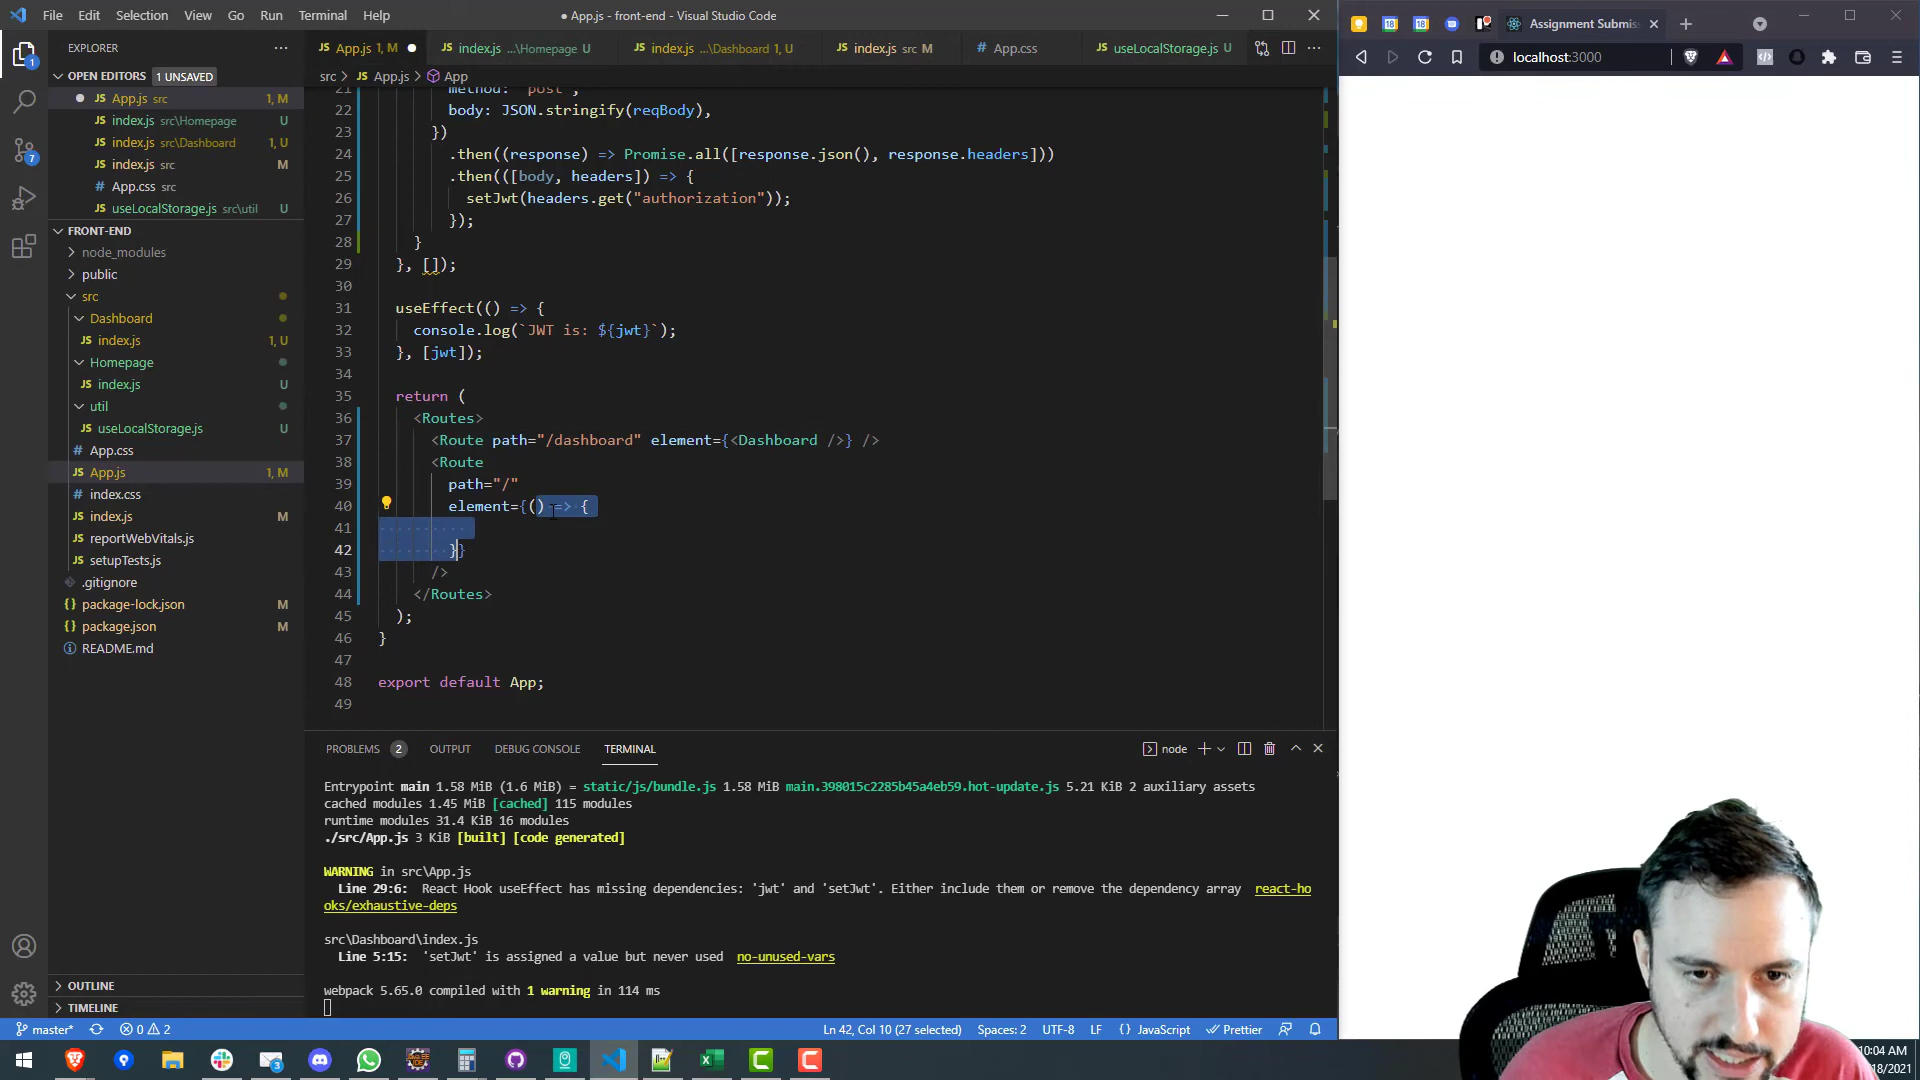 File Edit Selection View Go Run Terminal Help
● App.js - front-end - Visual Studio Code
EXPLORER
OPEN EDITORS 1 UNSAVED
App.js src 1, M
index.js src\Homepage U
index.js src\Dashboard 1, U
index.js src M
App.css src
useLocalStorage.js src\util U
FRONT-END
node_modules
public
src
Dashboard
index.js 1, U
Homepage
index.js U
util
useLocalStorage.js U
App.css
App.js 1, M
index.css
index.js M
reportWebVitals.js
setupTests.js
.gitignore
package-lock.json M
package.json M
README.md
OUTLINE
TIMELINE
App.js 1, M
index.js ...\Homepage U
index.js ...\Dashboard 1, U
index.js src M
App.css
useLocalStorage.js U
src > App.js > App
21 method: "post",
22 body: JSON.stringify(reqBody),
23 })
24 .then((response) => Promise.all([response.json(), response.headers]))
25 .then(([body, headers]) => {
26 setJwt(headers.get("authorization"));
27 });
28 }
29 }, []);
30
31 useEffect(() => {
32 console.log(`JWT is: ${jwt}`);
33 }, [jwt]);
34
35 return (
36 <Routes>
37 <Route path="/dashboard" element={<Dashboard />} />
38 <Route
39 path="/"
40 element={() => {
41
42 }}
43 />
44 </Routes>
45 );
46 }
47
48 export default App;
49
PROBLEMS 2 OUTPUT DEBUG CONSOLE TERMINAL
node
Entrypoint main 1.58 MiB (1.6 MiB) = static/js/bundle.js 1.58 MiB main.398015c2285b45a4eb59.hot-update.js 5.21 KiB 2 auxiliary assets
cached modules 1.45 MiB [cached] 115 modules
runtime modules 31.4 KiB 16 modules
./src/App.js 3 KiB [built] [code generated]
WARNING in src\App.js
Line 29:6: React Hook useEffect has missing dependencies: 'jwt' and 'setJwt'. Either include them or remove the dependency array react-ho
oks/exhaustive-deps
src\Dashboard\index.js
Line 5:15: 'setJwt' is assigned a value but never used no-unused-vars
webpack 5.65.0 compiled with 1 warning in 114 ms
master* 0 2
Ln 42, Col 10 (27 selected) Spaces: 2 UTF-8 LF {} JavaScript Prettier
Assignment Submis
localhost:3000
10:04 AM
18/2021